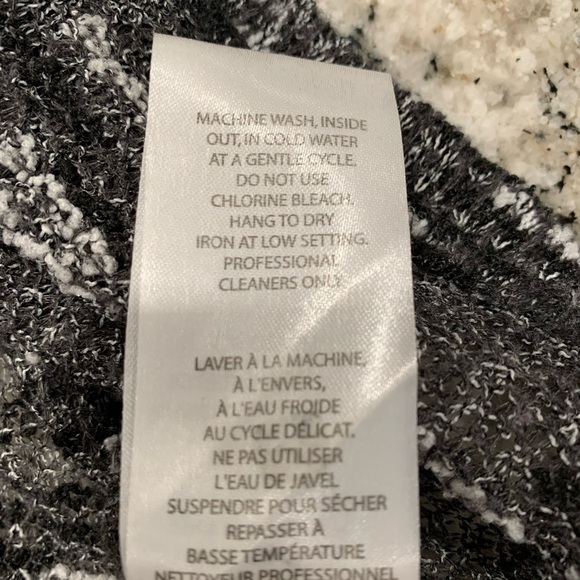 MACHINE WASH, INSIDE
OUT, IN COLD WATER
AT A GENTLE CYCLE.
DO NOT USE
CHLORINE BLEACH.
HANG TO DRY
IRON AT LOW SETTING.
PROFESSIONAL
CLEANERS ONLY
LAVER À LA MACHINE,
À L'ENVERS,
À L'EAU FROIDE
AU CYCLE DÉLICAT.
NE PAS UTILISER
L'EAU DE JAVEL
SUSPENDRE POUR SÉCHER
REPASSER À
BASSE TEMPÉRATURE
NETTOYEUR PROFESSIONNEL